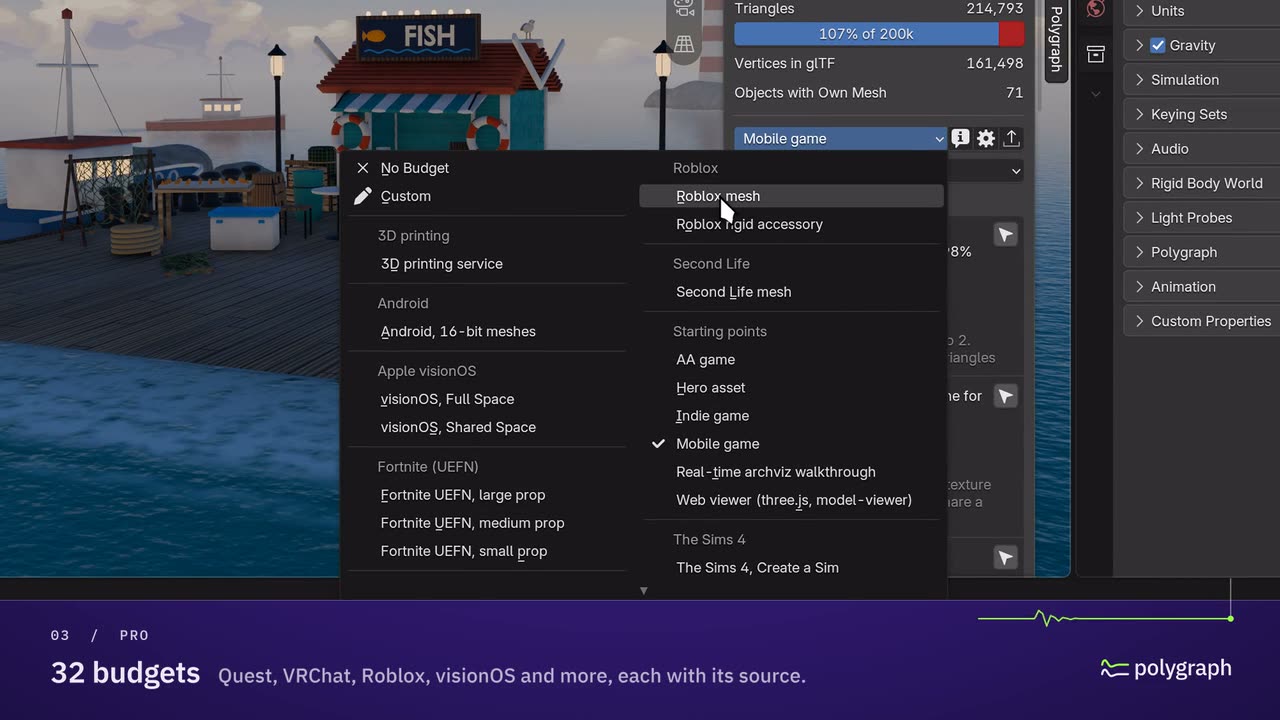 FISH
Triangles 214,793
107% of 200k
Vertices in glTF 161,498
Objects with Own Mesh 71
Mobile game
Polygraph
Units
Gravity
Simulation
Keying Sets
Audio
Rigid Body World
Light Probes
Polygraph
Animation
Custom Properties
No Budget
Custom
3D printing
3D printing service
Android
Android, 16-bit meshes
Apple visionOS
visionOS, Full Space
visionOS, Shared Space
Fortnite (UEFN)
Fortnite UEFN, large prop
Fortnite UEFN, medium prop
Fortnite UEFN, small prop
Roblox
Roblox mesh
Roblox rigid accessory
Second Life
Second Life mesh
Starting points
AA game
Hero asset
Indie game
Mobile game
Real-time archviz walkthrough
Web viewer (three.js, model-viewer)
The Sims 4
The Sims 4, Create a Sim
8%
2.
for
03 / PRO
32 budgets Quest, VRChat, Roblox, visionOS and more, each with its source.
polygraph